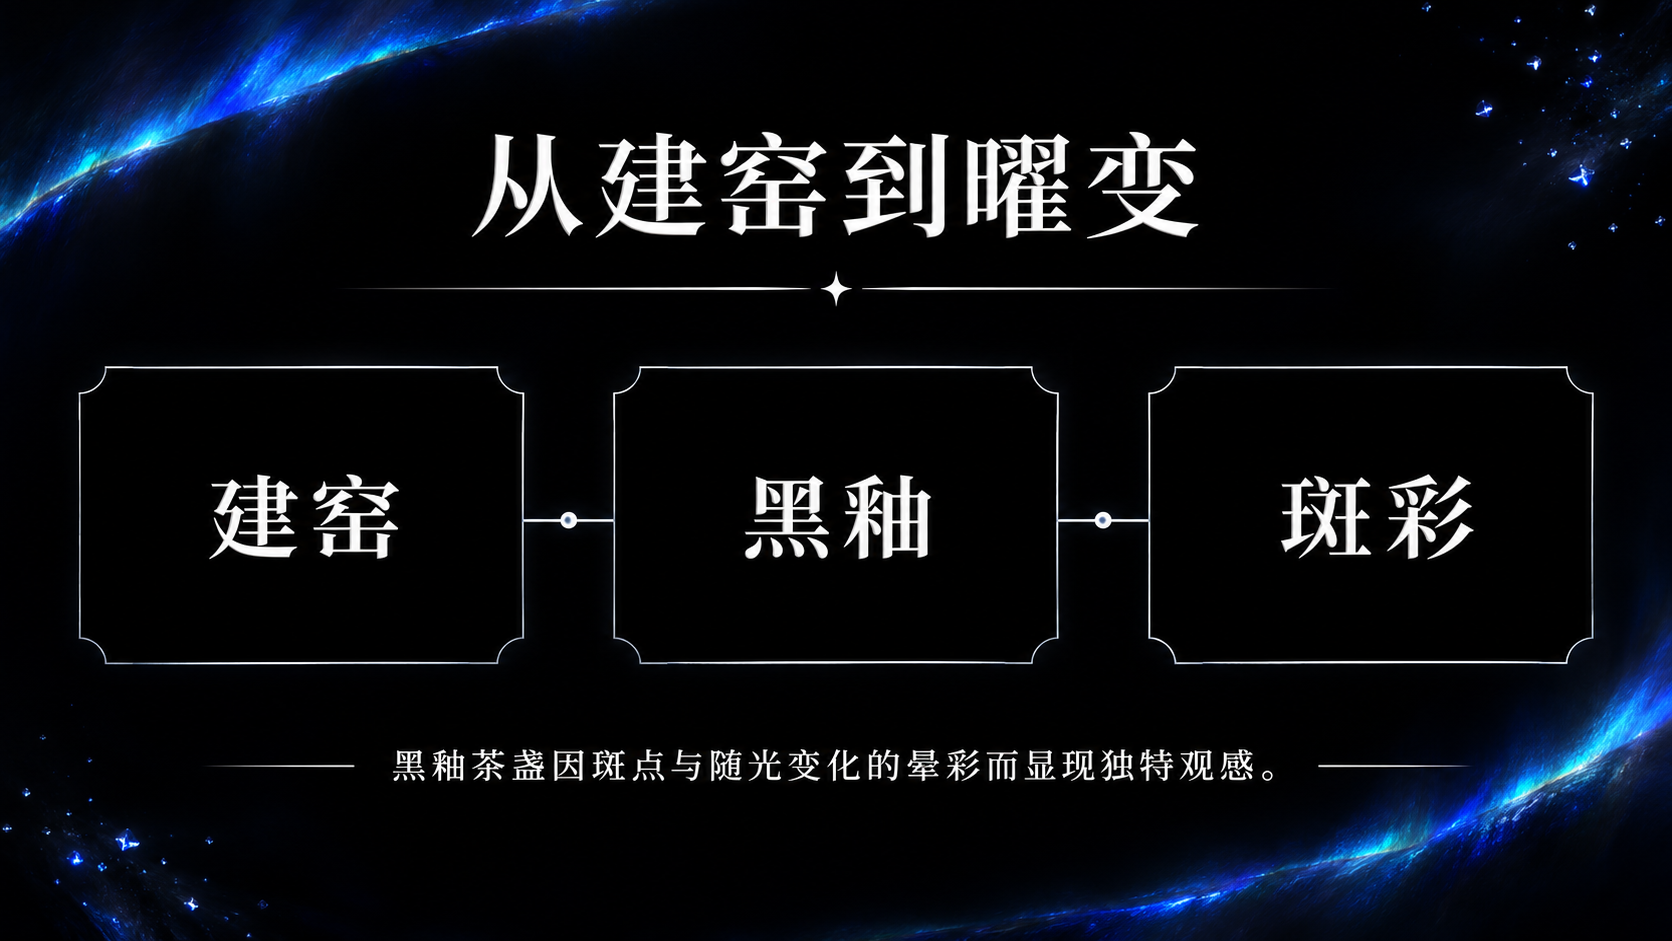 从建窑到曜变
建窑
黑釉
斑彩
黑釉茶盏因斑点与随光变化的晕彩而显现独特观感。